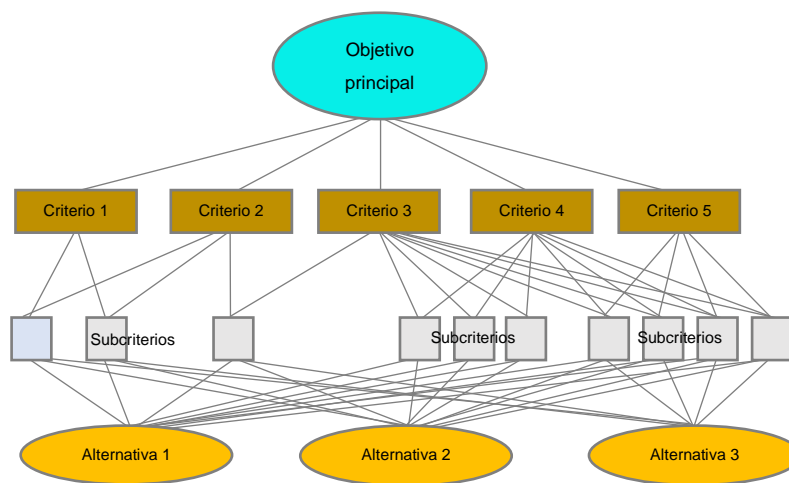 Objetivo
principal
Criterio 1
Criterio 2
Criterio 3
Criterio 4
Criterio 5
Subcriterios
Subcriterios
Subcriterios
Alternativa 1
Alternativa 2
Alternativa 3